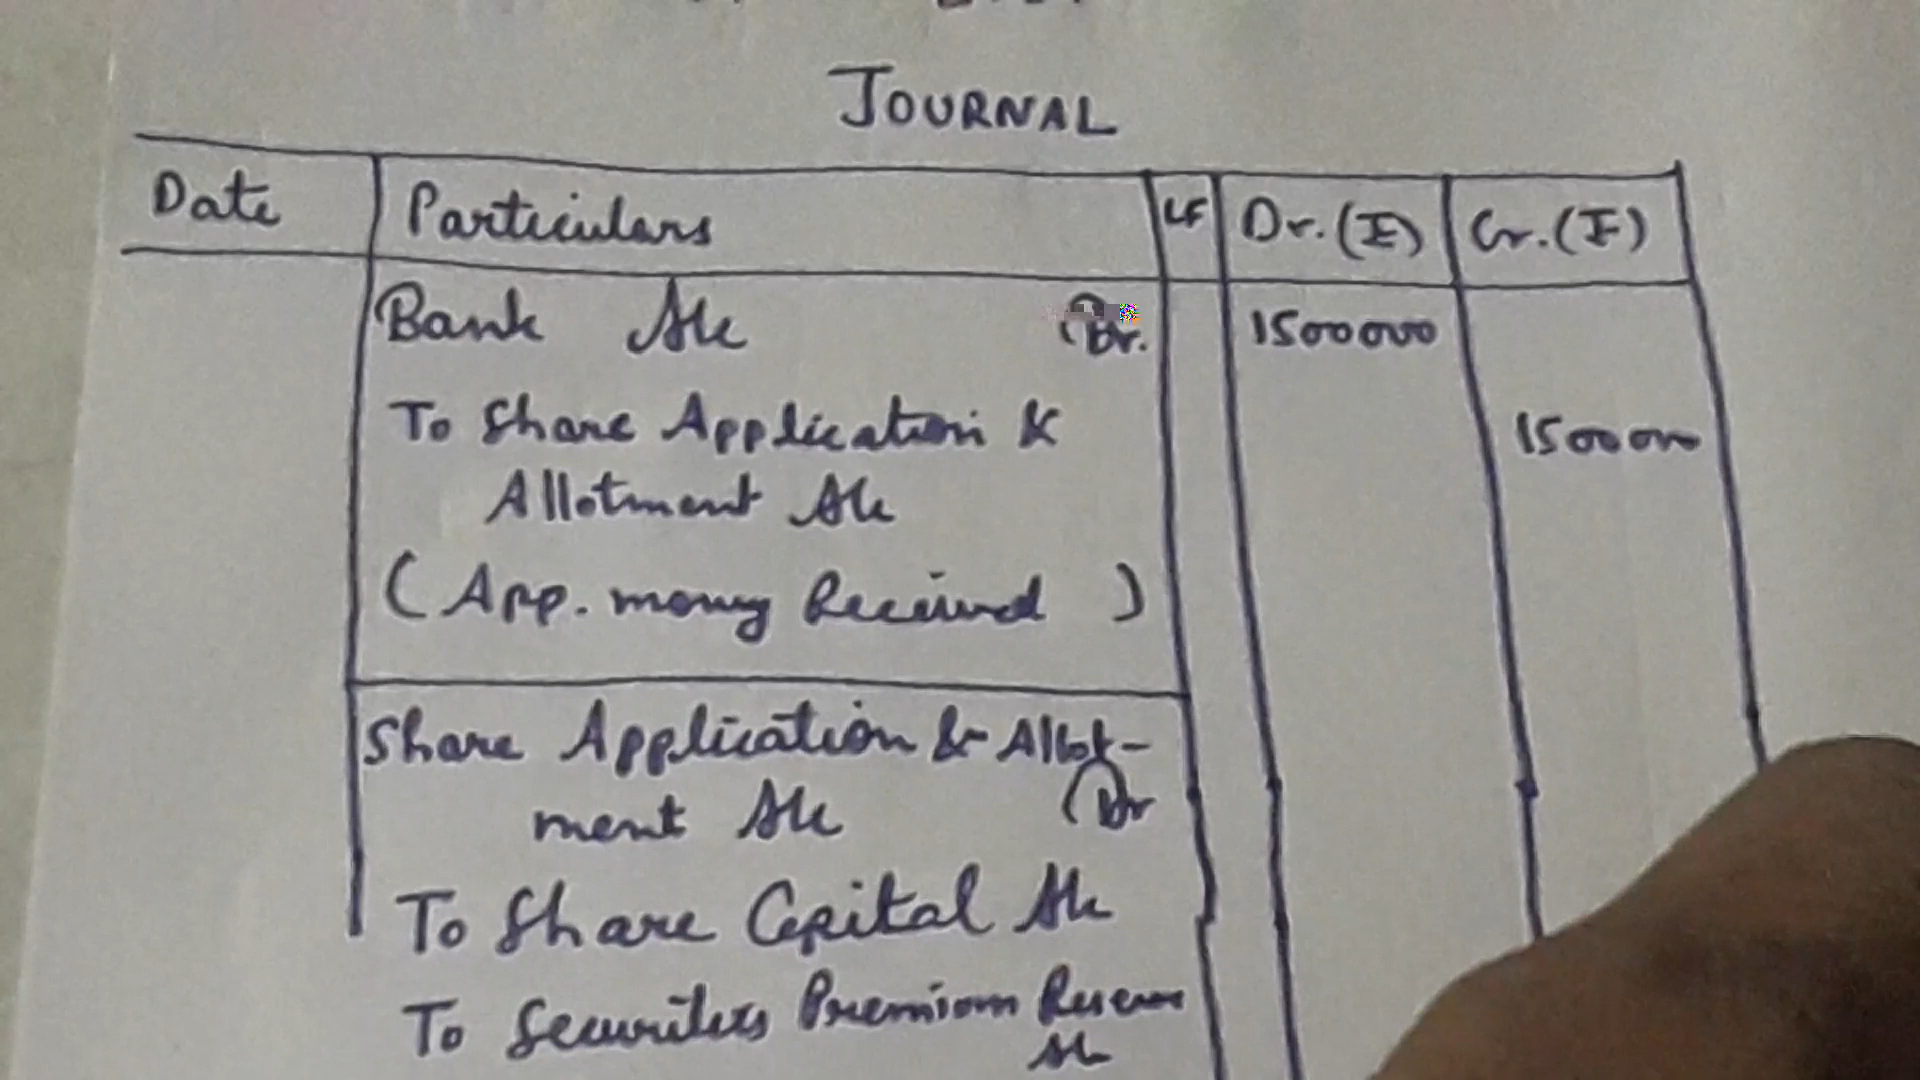 JOURNAL
Date Particulars LF Dr. (₹) Cr. (₹)
Bank A/c Dr. 1500000
To Share Application &
Allotment A/c 1500000
(App. money Received)
Share Application & Allot-
ment A/c Dr
To Share Capital A/c
To Securities Premium Reserve
A/c